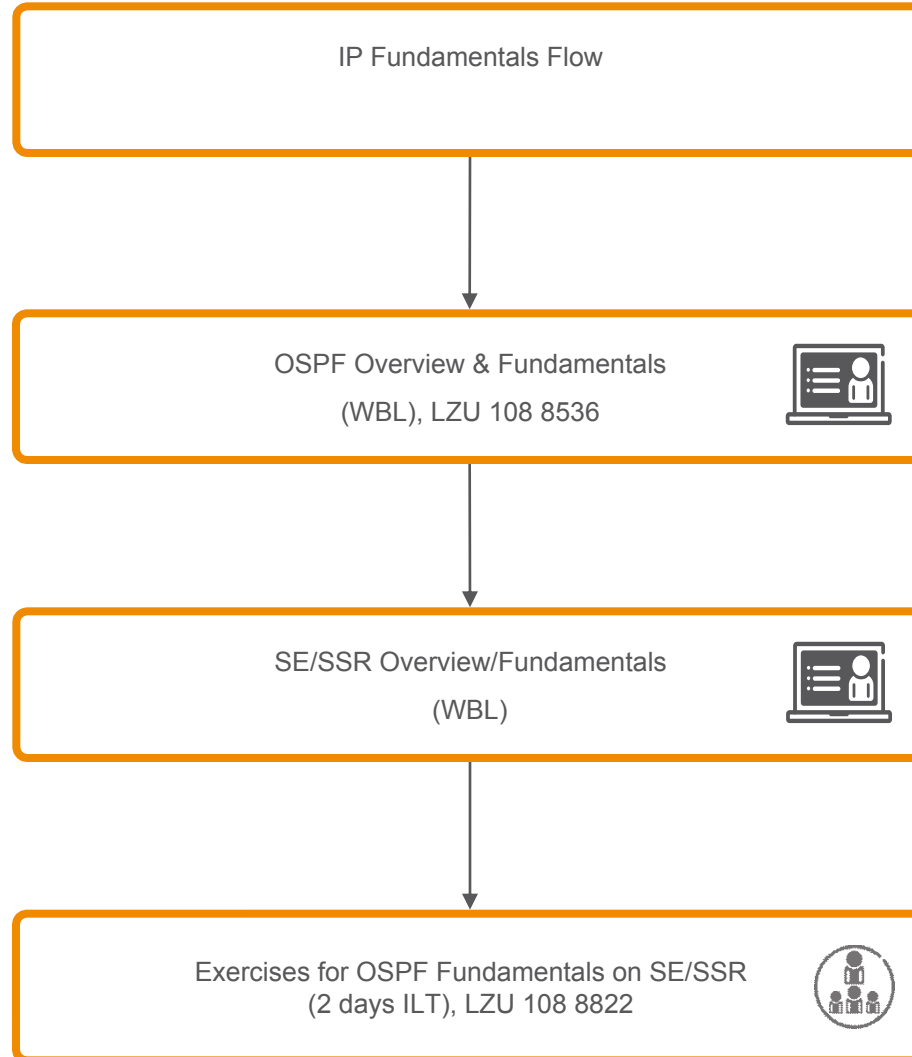 IP Fundamentals Flow
OSPF Overview & Fundamentals
(WBL), LZU 108 8536
SE/SSR Overview/Fundamentals
(WBL)
Exercises for OSPF Fundamentals on SE/SSR
(2 days ILT), LZU 108 8822